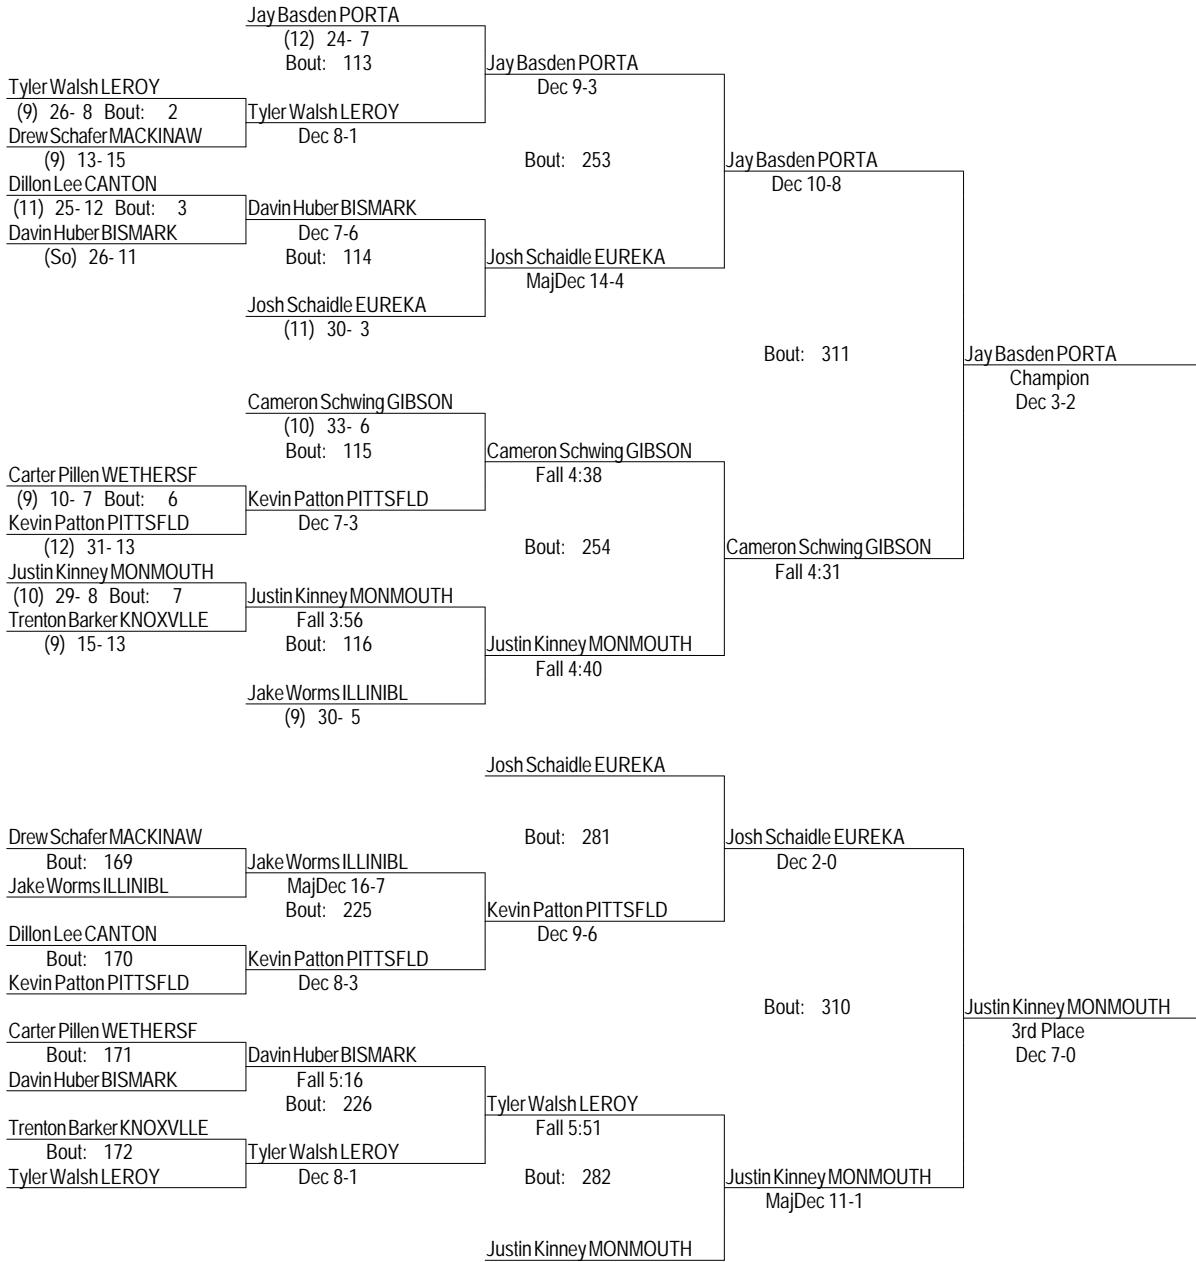 Jay Basden PORTA
(12) 24- 7
Bout: 113
Jay Basden PORTA
Dec 9-3
Tyler Walsh LEROY
(9) 26- 8 Bout: 2
Tyler Walsh LEROY
Dec 8-1
Drew Schafer MACKINAW
(9) 13- 15
Bout: 253
Jay Basden PORTA
Dec 10-8
Dillon Lee CANTON
(11) 25- 12 Bout: 3
Davin Huber BISMARK
Dec 7-6
Davin Huber BISMARK
(So) 26- 11
Bout: 114
Josh Schaidle EUREKA
MajDec 14-4
Josh Schaidle EUREKA
(11) 30- 3
Bout: 311
Jay Basden PORTA
Champion
Dec 3-2
Cameron Schwing GIBSON
(10) 33- 6
Bout: 115
Cameron Schwing GIBSON
Fall 4:38
Carter Pillen WETHERSF
(9) 10- 7 Bout: 6
Kevin Patton PITTSFLD
Dec 7-3
Kevin Patton PITTSFLD
(12) 31- 13
Bout: 254
Cameron Schwing GIBSON
Fall 4:31
Justin Kinney MONMOUTH
(10) 29- 8 Bout: 7
Justin Kinney MONMOUTH
Fall 3:56
Trenton Barker KNOXVLLE
(9) 15- 13
Bout: 116
Justin Kinney MONMOUTH
Fall 4:40
Jake Worms ILLINIBL
(9) 30- 5
Josh Schaidle EUREKA
Bout: 281
Josh Schaidle EUREKA
Dec 2-0
Drew Schafer MACKINAW
Bout: 169
Jake Worms ILLINIBL
MajDec 16-7
Jake Worms ILLINIBL
Bout: 225
Kevin Patton PITTSFLD
Dec 9-6
Dillon Lee CANTON
Bout: 170
Kevin Patton PITTSFLD
Dec 8-3
Kevin Patton PITTSFLD
Bout: 310
Justin Kinney MONMOUTH
3rd Place
Dec 7-0
Carter Pillen WETHERSF
Bout: 171
Davin Huber BISMARK
Fall 5:16
Davin Huber BISMARK
Bout: 226
Tyler Walsh LEROY
Fall 5:51
Trenton Barker KNOXVLLE
Bout: 172
Tyler Walsh LEROY
Dec 8-1
Tyler Walsh LEROY
Bout: 282
Justin Kinney MONMOUTH
MajDec 11-1
Justin Kinney MONMOUTH